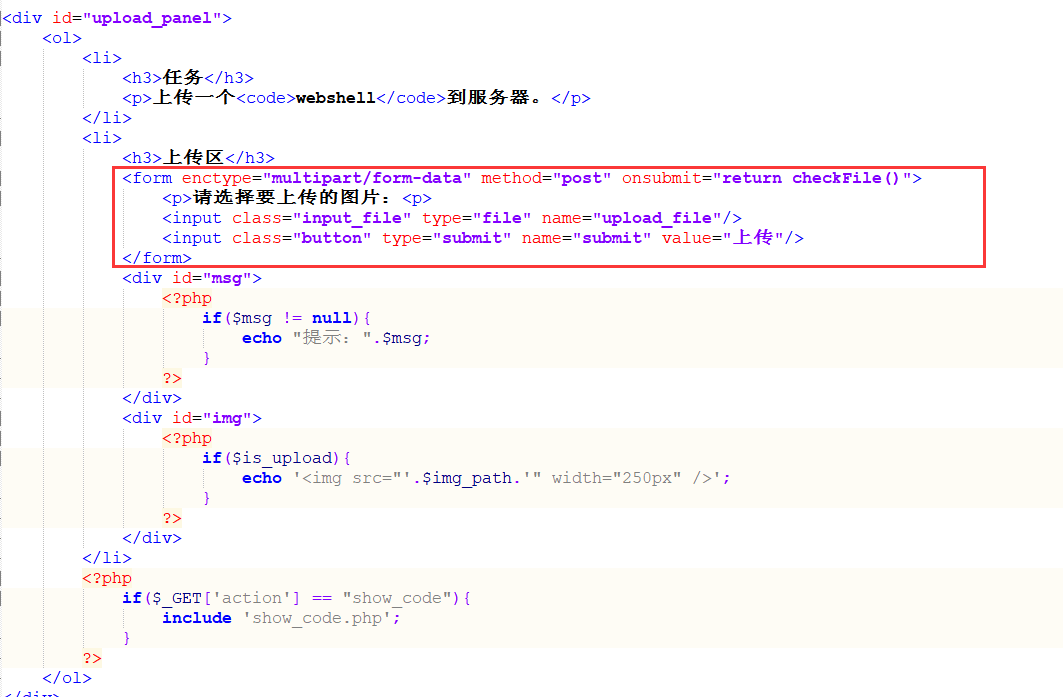 <div id="upload_panel">
<ol>
<li>
<h3>任务</h3>
<p>上传一个<code>webshell</code>到服务器。</p>
</li>
<li>
<h3>上传区</h3>
<form enctype="multipart/form-data" method="post" onsubmit="return checkFile()">
<p>请选择要上传的图片：<p>
<input class="input_file" type="file" name="upload_file"/>
<input class="button" type="submit" name="submit" value="上传"/>
</form>
<div id="msg">
<?php
if($msg != null){
echo "提示：".$msg;
}
?>
</div>
<div id="img">
<?php
if($is_upload){
echo '<img src="'.$img_path.'" width="250px" />';
}
?>
</div>
</li>
<?php
if($_GET['action'] == "show_code"){
include 'show_code.php';
}
?>
</ol>
</div>